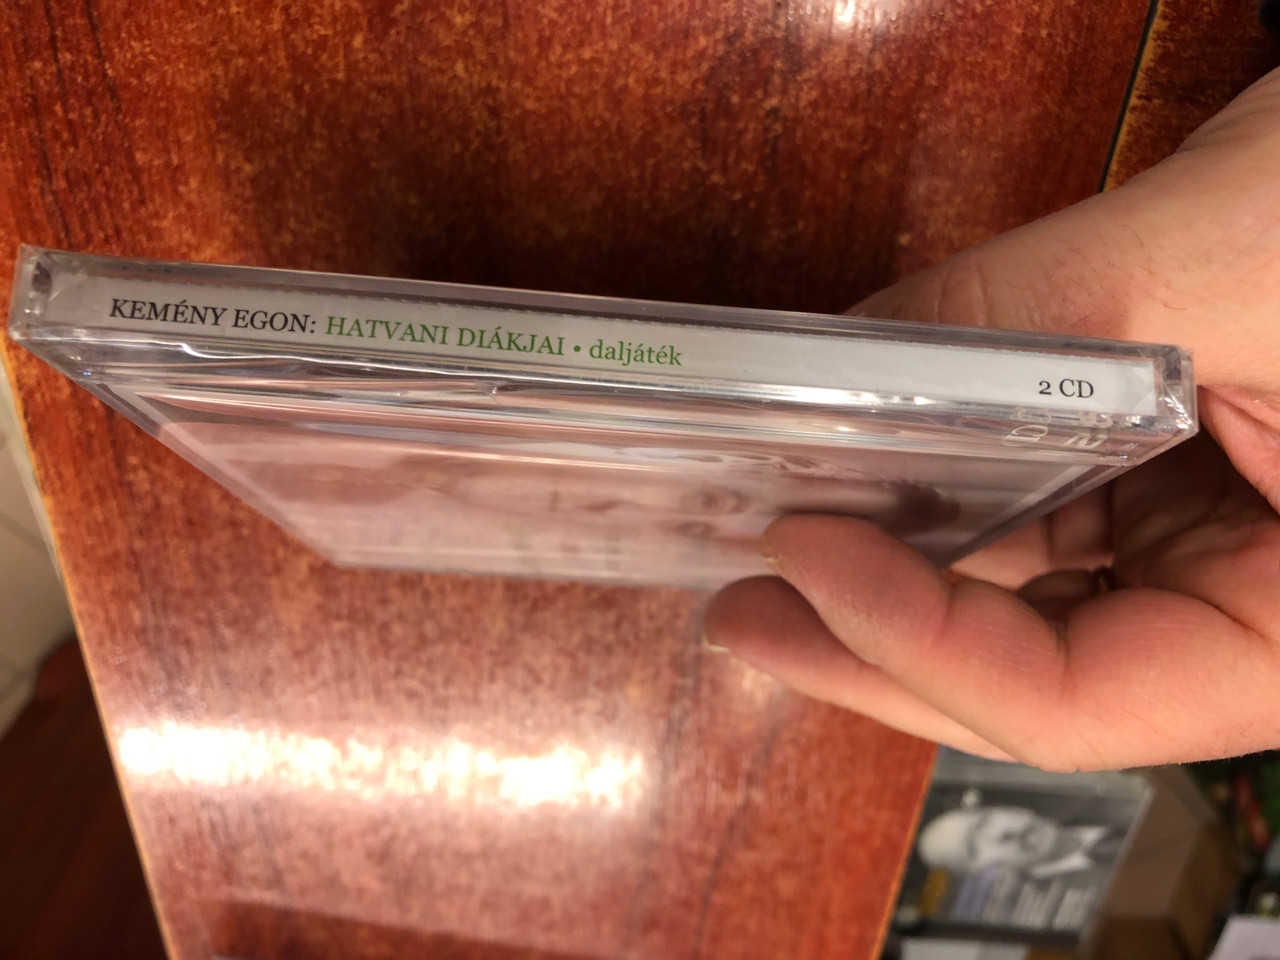 KEMÉNY EGON: HATVANI DIÁKJAI • daljáték
2 CD